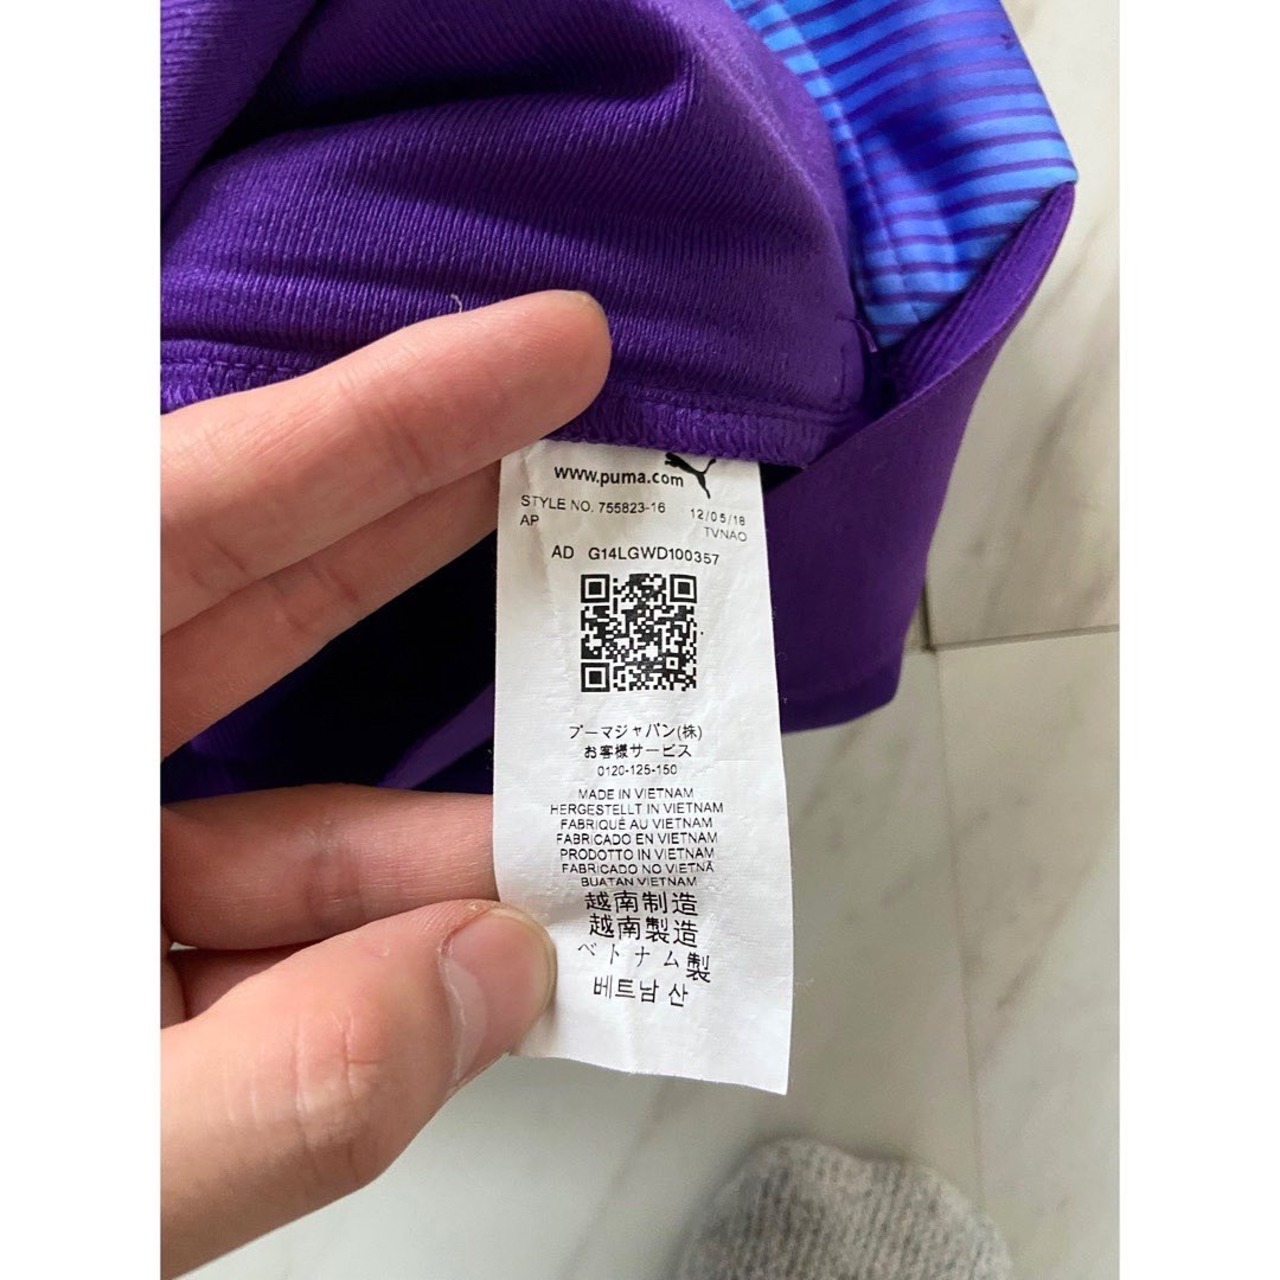 www.puma.com
STYLE NO. 755823-16 12/05/18
AP TVNAO
AD G14LGWD100357
プーマジャパン(株)
お客様サービス
0120-125-150
MADE IN VIETNAM
HERGESTELLT IN VIETNAM
FABRIQUÉ AU VIETNAM
FABRICADO EN VIETNAM
PRODOTTO IN VIETNAM
FABRICADO NO VIETNÃ
BUATAN VIETNAM
越南制造
越南製造
ベトナム製
베트남 산